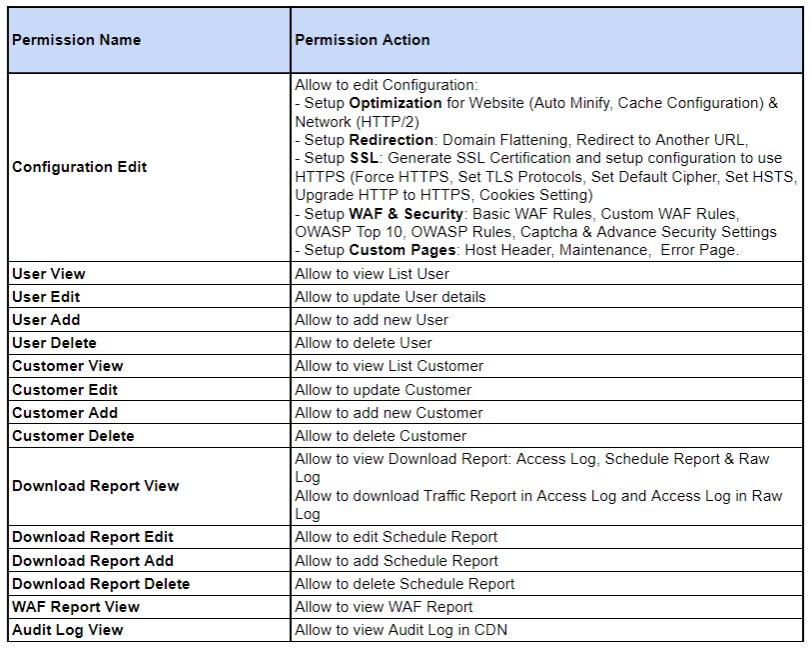 Permission Name
Permission Action
Configuration Edit
Allow to edit Configuration:
- Setup Optimization for Website (Auto Minify, Cache Configuration) &
Network (HTTP/2)
- Setup Redirection: Domain Flattening, Redirect to Another URL,
- Setup SSL: Generate SSL Certification and setup configuration to use
HTTPS (Force HTTPS, Set TLS Protocols, Set Default Cipher, Set HSTS,
Upgrade HTTP to HTTPS, Cookies Setting)
- Setup WAF & Security: Basic WAF Rules, Custom WAF Rules,
OWASP Top 10, OWASP Rules, Captcha & Advance Security Settings
- Setup Custom Pages: Host Header, Maintenance, Error Page.
User View
Allow to view List User
User Edit
Allow to update User details
User Add
Allow to add new User
User Delete
Allow to delete User
Customer View
Allow to view List Customer
Customer Edit
Allow to update Customer
Customer Add
Allow to add new Customer
Customer Delete
Allow to delete Customer
Download Report View
Allow to view Download Report: Access Log, Schedule Report & Raw
Log
Allow to download Traffic Report in Access Log and Access Log in Raw
Log
Download Report Edit
Allow to edit Schedule Report
Download Report Add
Allow to add Schedule Report
Download Report Delete
Allow to delete Schedule Report
WAF Report View
Allow to view WAF Report
Audit Log View
Allow to view Audit Log in CDN